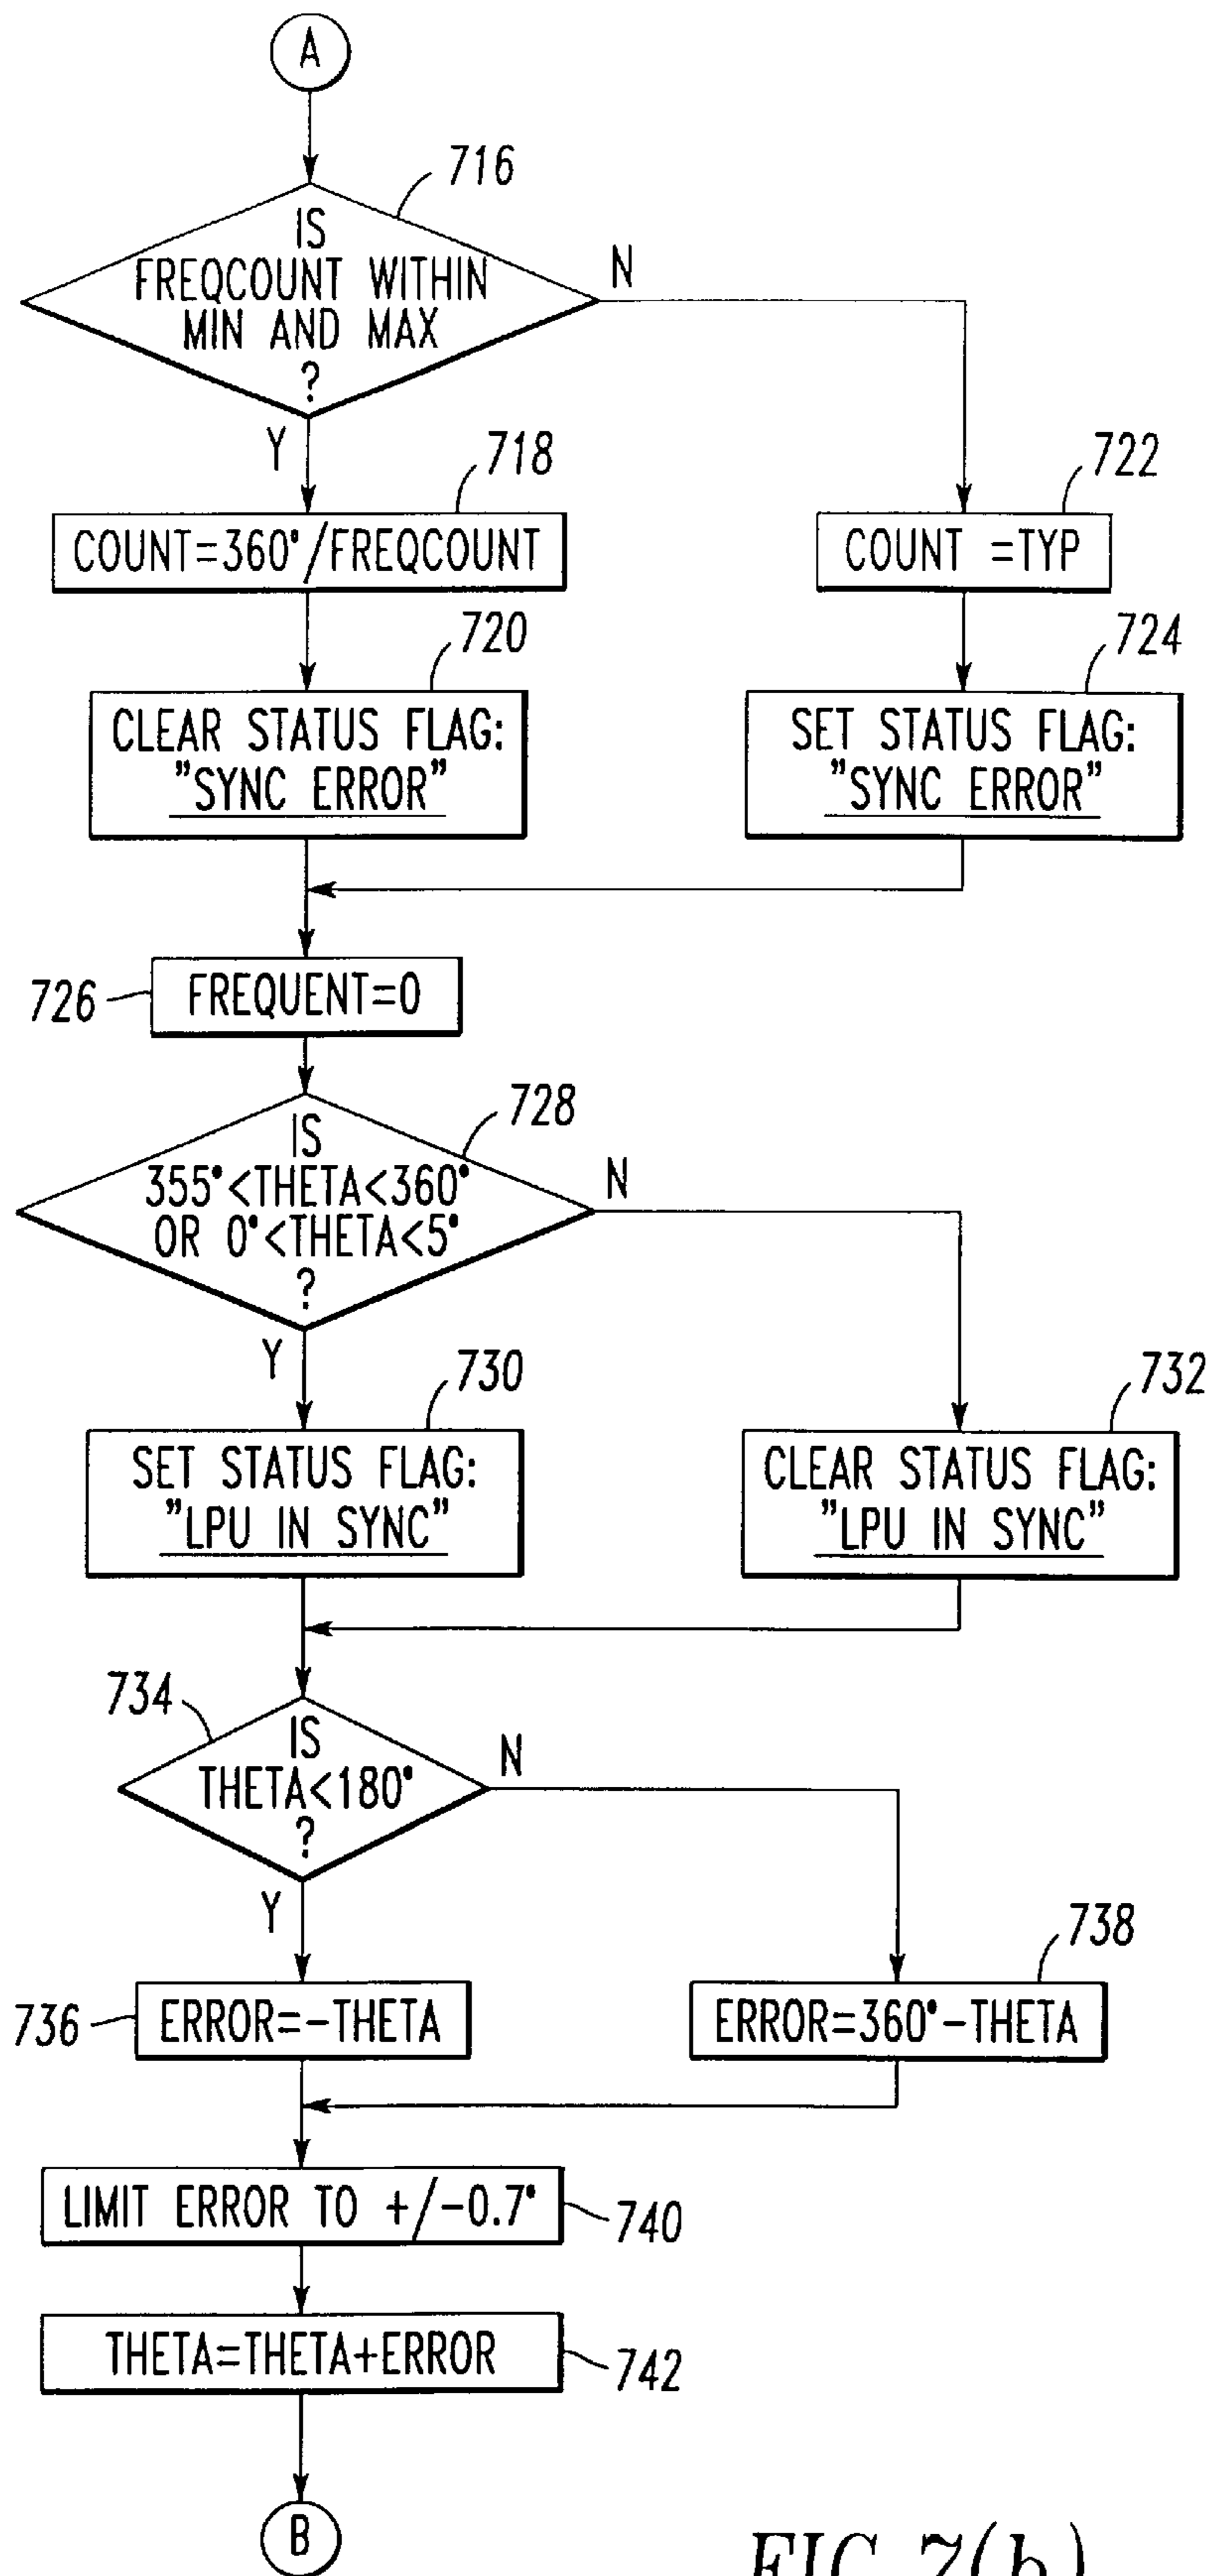 A
716
IS
FREQCOUNT WITHIN
MIN AND MAX
?
N
Y
718
COUNT=360°/FREQCOUNT
722
COUNT =TYP
720
CLEAR STATUS FLAG:
"SYNC ERROR"
724
SET STATUS FLAG:
"SYNC ERROR"
726
FREQUENT=0
728
IS
355°<THETA<360°
OR 0°<THETA<5°
?
N
Y
730
SET STATUS FLAG:
"LPU IN SYNC"
732
CLEAR STATUS FLAG:
"LPU IN SYNC"
734
IS
THETA<180°
?
N
Y
736
ERROR=-THETA
738
ERROR=360°-THETA
LIMIT ERROR TO +/-0.7°
740
THETA=THETA+ERROR
742
B
FIG. 7(b)